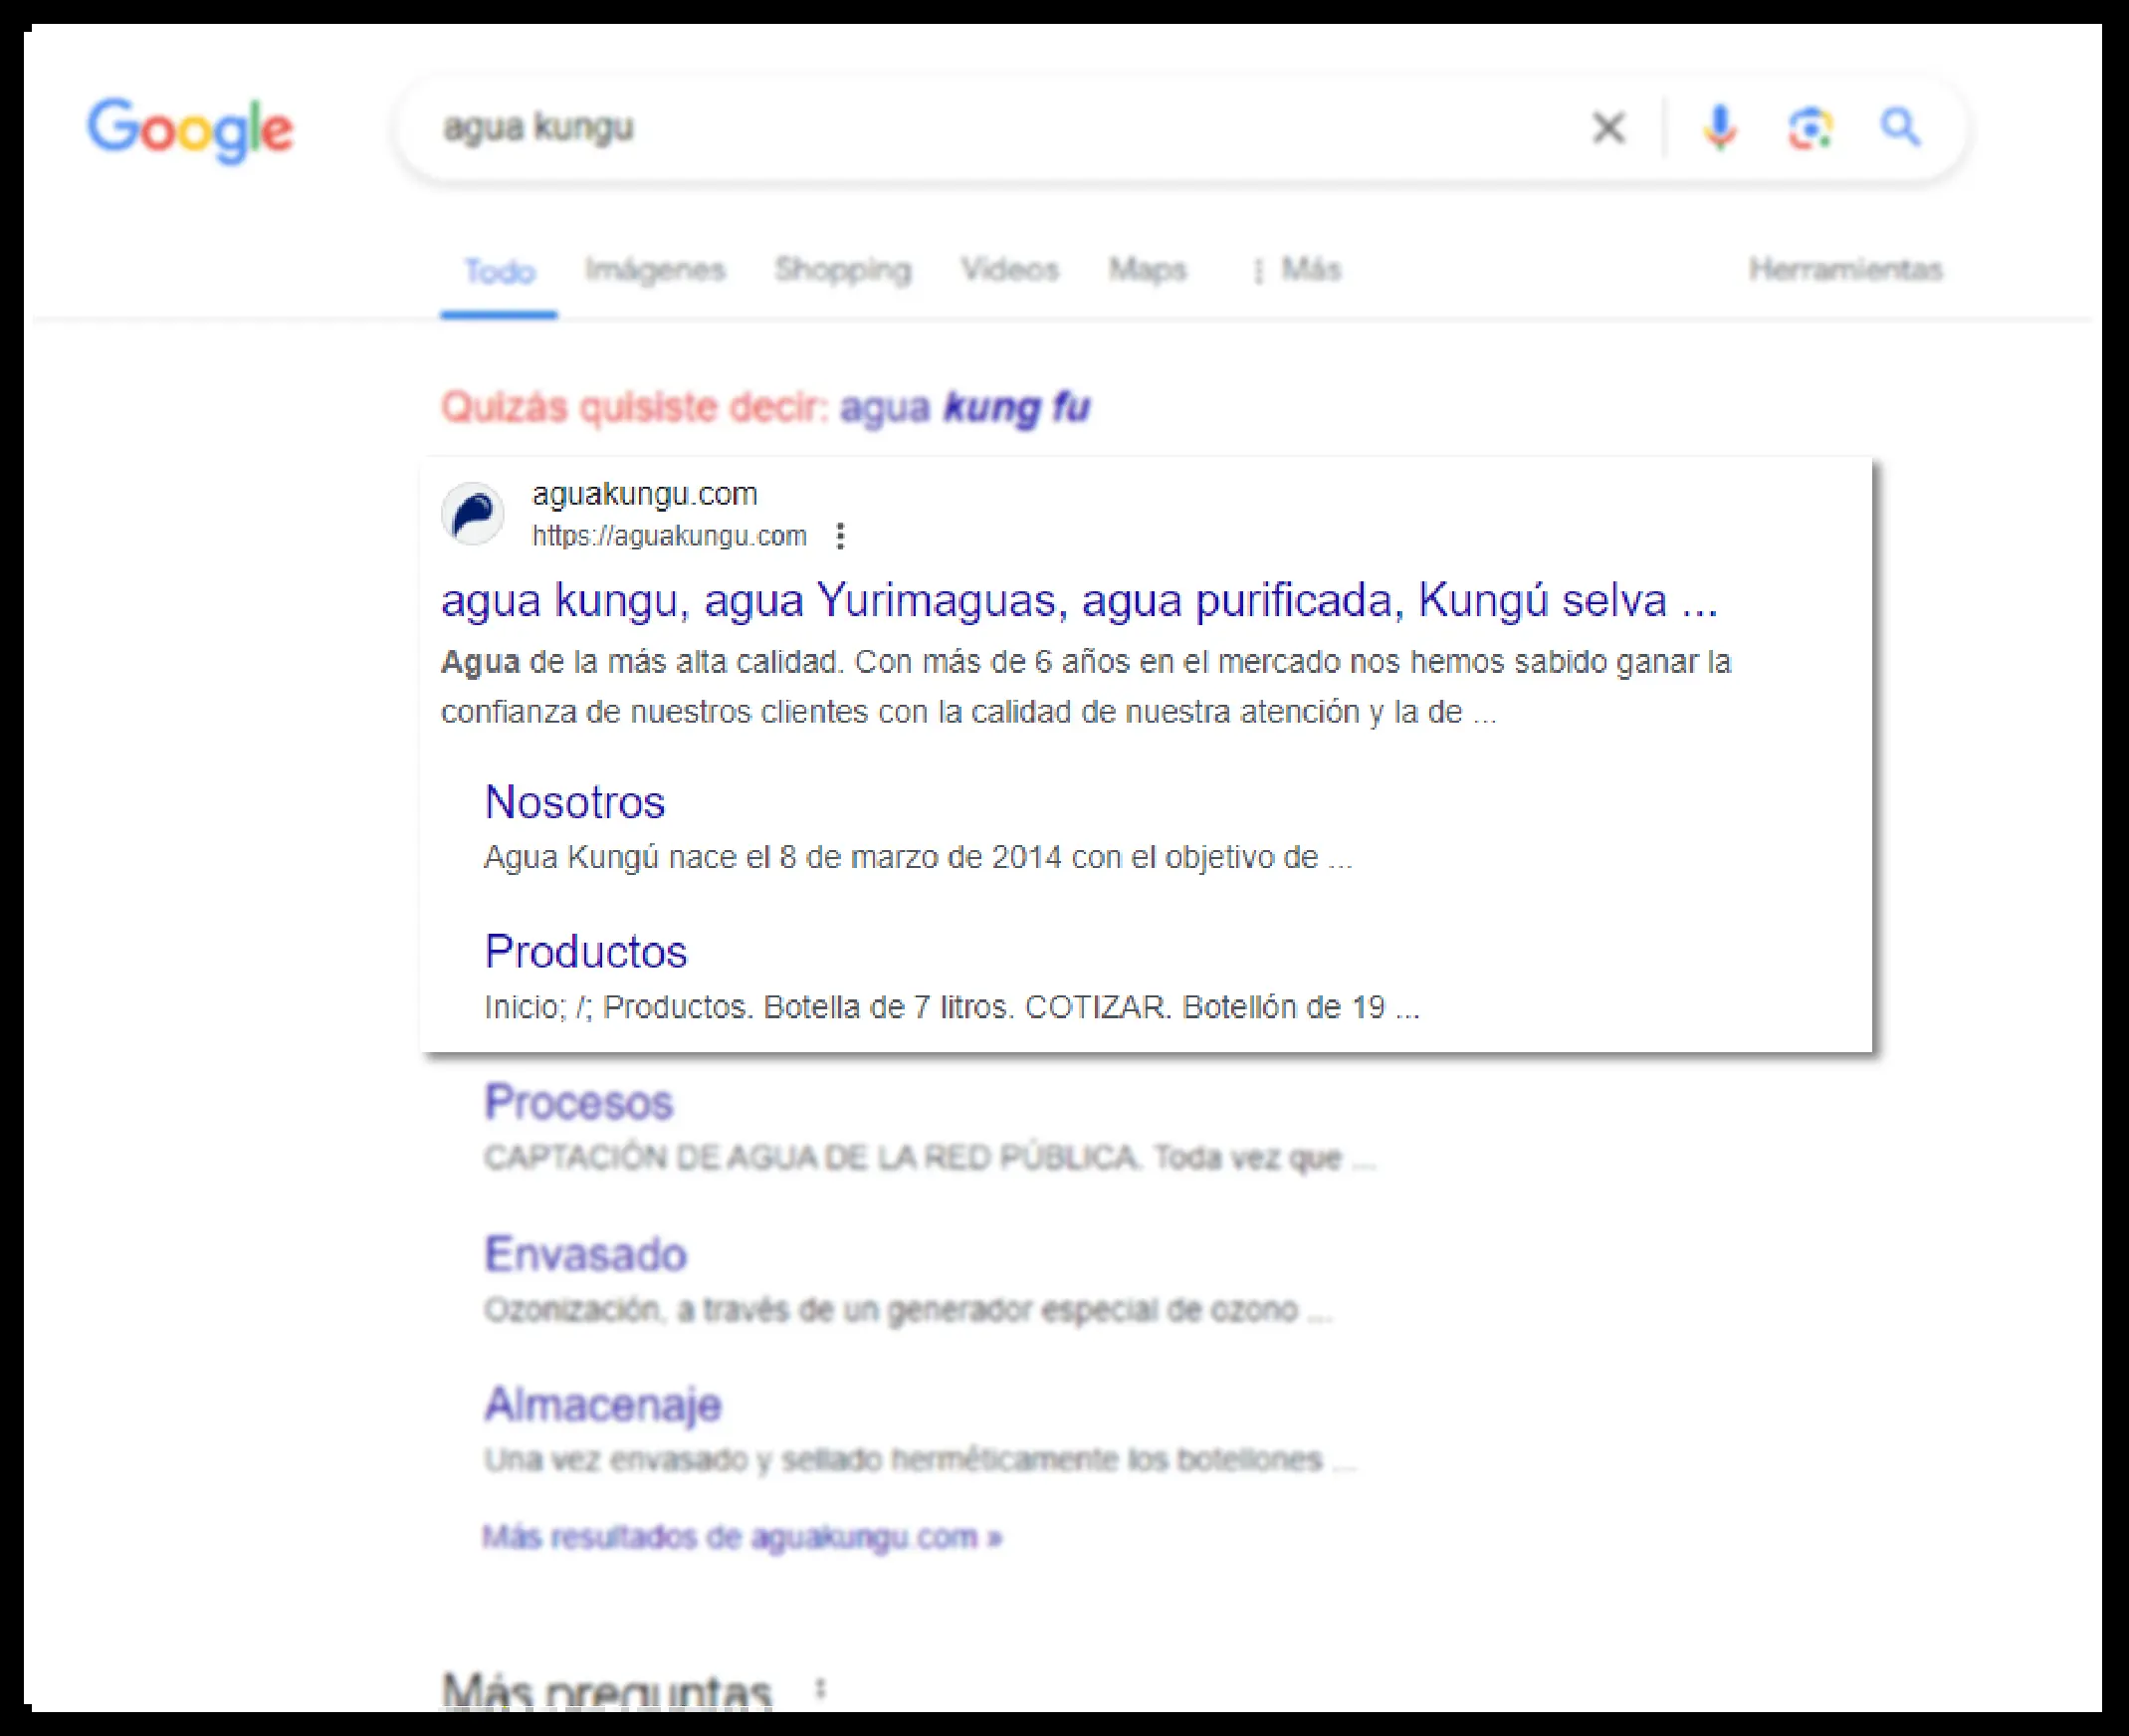 Google
agua kungu
Todo Imágenes Shopping Videos Maps Más Herramientas
Quizás quisiste decir: agua kung fu
aguakungu.com
https://aguakungu.com
agua kungu, agua Yurimaguas, agua purificada, Kungú selva ...
Agua de la más alta calidad. Con más de 6 años en el mercado nos hemos sabido ganar la
confianza de nuestros clientes con la calidad de nuestra atención y la de ...
Nosotros
Agua Kungú nace el 8 de marzo de 2014 con el objetivo de ...
Productos
Inicio; /; Productos. Botella de 7 litros. COTIZAR. Botellón de 19 ...
Procesos
CAPTACIÓN DE AGUA DE LA RED PÚBLICA. Toda vez que ...
Envasado
Ozonización, a través de un generador especial de ozono ...
Almacenaje
Una vez envasado y sellado herméticamente los botellones ...
Más resultados de aguakungu.com »
Más preguntas